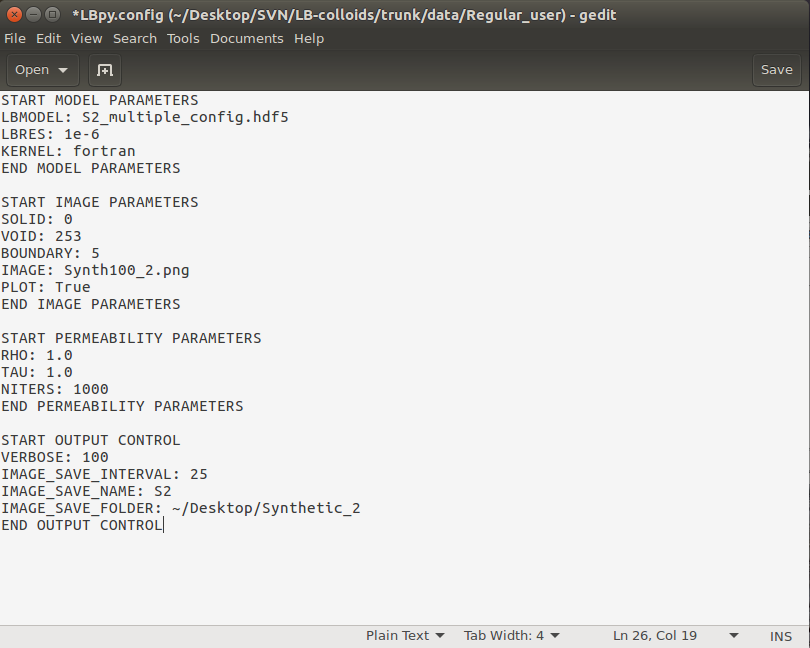 *LBpy.config (~/Desktop/SVN/LB-colloids/trunk/data/Regular_user) - gedit
File Edit View Search Tools Documents Help
Open Save
START MODEL PARAMETERS
LBMODEL: S2_multiple_config.hdf5
LBRES: 1e-6
KERNEL: fortran
END MODEL PARAMETERS
START IMAGE PARAMETERS
SOLID: 0
VOID: 253
BOUNDARY: 5
IMAGE: Synth100_2.png
PLOT: True
END IMAGE PARAMETERS
START PERMEABILITY PARAMETERS
RHO: 1.0
TAU: 1.0
NITERS: 1000
END PERMEABILITY PARAMETERS
START OUTPUT CONTROL
VERBOSE: 100
IMAGE_SAVE_INTERVAL: 25
IMAGE_SAVE_NAME: S2
IMAGE_SAVE_FOLDER: ~/Desktop/Synthetic_2
END OUTPUT CONTROL
Plain Text Tab Width: 4 Ln 26, Col 19 INS